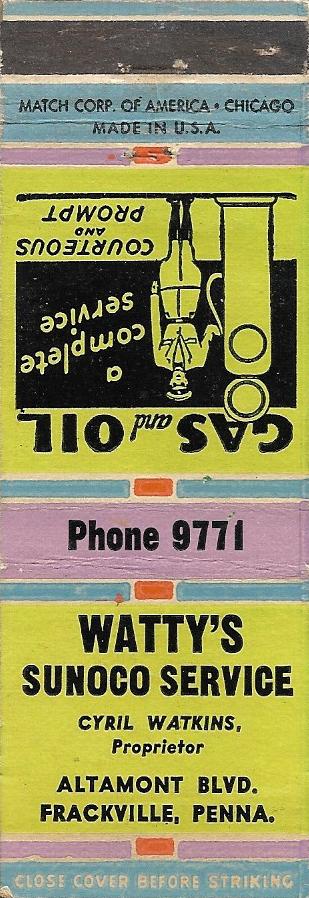 MATCH CORP. OF AMERICA • CHICAGO
MADE IN U.S.A.
GAS and OIL
a
complete
service
COURTEOUS
AND
PROMPT
Phone 9771
WATTY'S
SUNOCO SERVICE
CYRIL WATKINS,
Proprietor
ALTAMONT BLVD.
FRACKVILLE, PENNA.
CLOSE COVER BEFORE STRIKING